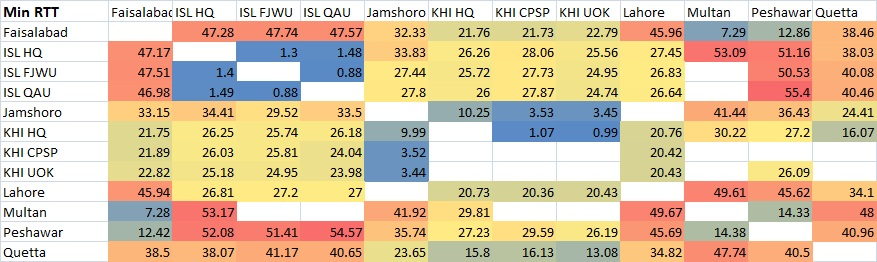 Min RTT Faisalabad ISL HQ ISL FJWU ISL QAU Jamshoro KHI HQ KHI CPSP KHI UOK Lahore Multan Peshawar Quetta
Faisalabad 47.28 47.74 47.57 32.33 21.76 21.73 22.79 45.96 7.29 12.86 38.46
ISL HQ 47.17 1.3 1.48 33.83 26.26 28.06 25.56 27.45 53.09 51.16 38.03
ISL FJWU 47.51 1.4 0.88 27.44 25.72 27.73 24.95 26.83 50.53 40.08
ISL QAU 46.98 1.49 0.88 27.8 26 27.87 24.74 26.64 55.4 40.46
Jamshoro 33.15 34.41 29.52 33.5 10.25 3.53 3.45 41.44 36.43 24.41
KHI HQ 21.75 26.25 25.74 26.18 9.99 1.07 0.99 20.76 30.22 27.2 16.07
KHI CPSP 21.89 26.03 25.81 24.04 3.52 20.42
KHI UOK 22.82 25.18 24.95 23.98 3.44 20.43 26.09
Lahore 45.94 26.81 27.2 27 20.73 20.36 20.43 49.61 45.62 34.1
Multan 7.28 53.17 41.92 29.81 49.67 14.33 48
Peshawar 12.42 52.08 51.41 54.57 35.74 27.23 29.59 26.19 45.69 14.38 40.96
Quetta 38.5 38.07 41.17 40.65 23.65 15.8 16.13 13.08 34.82 47.74 40.5